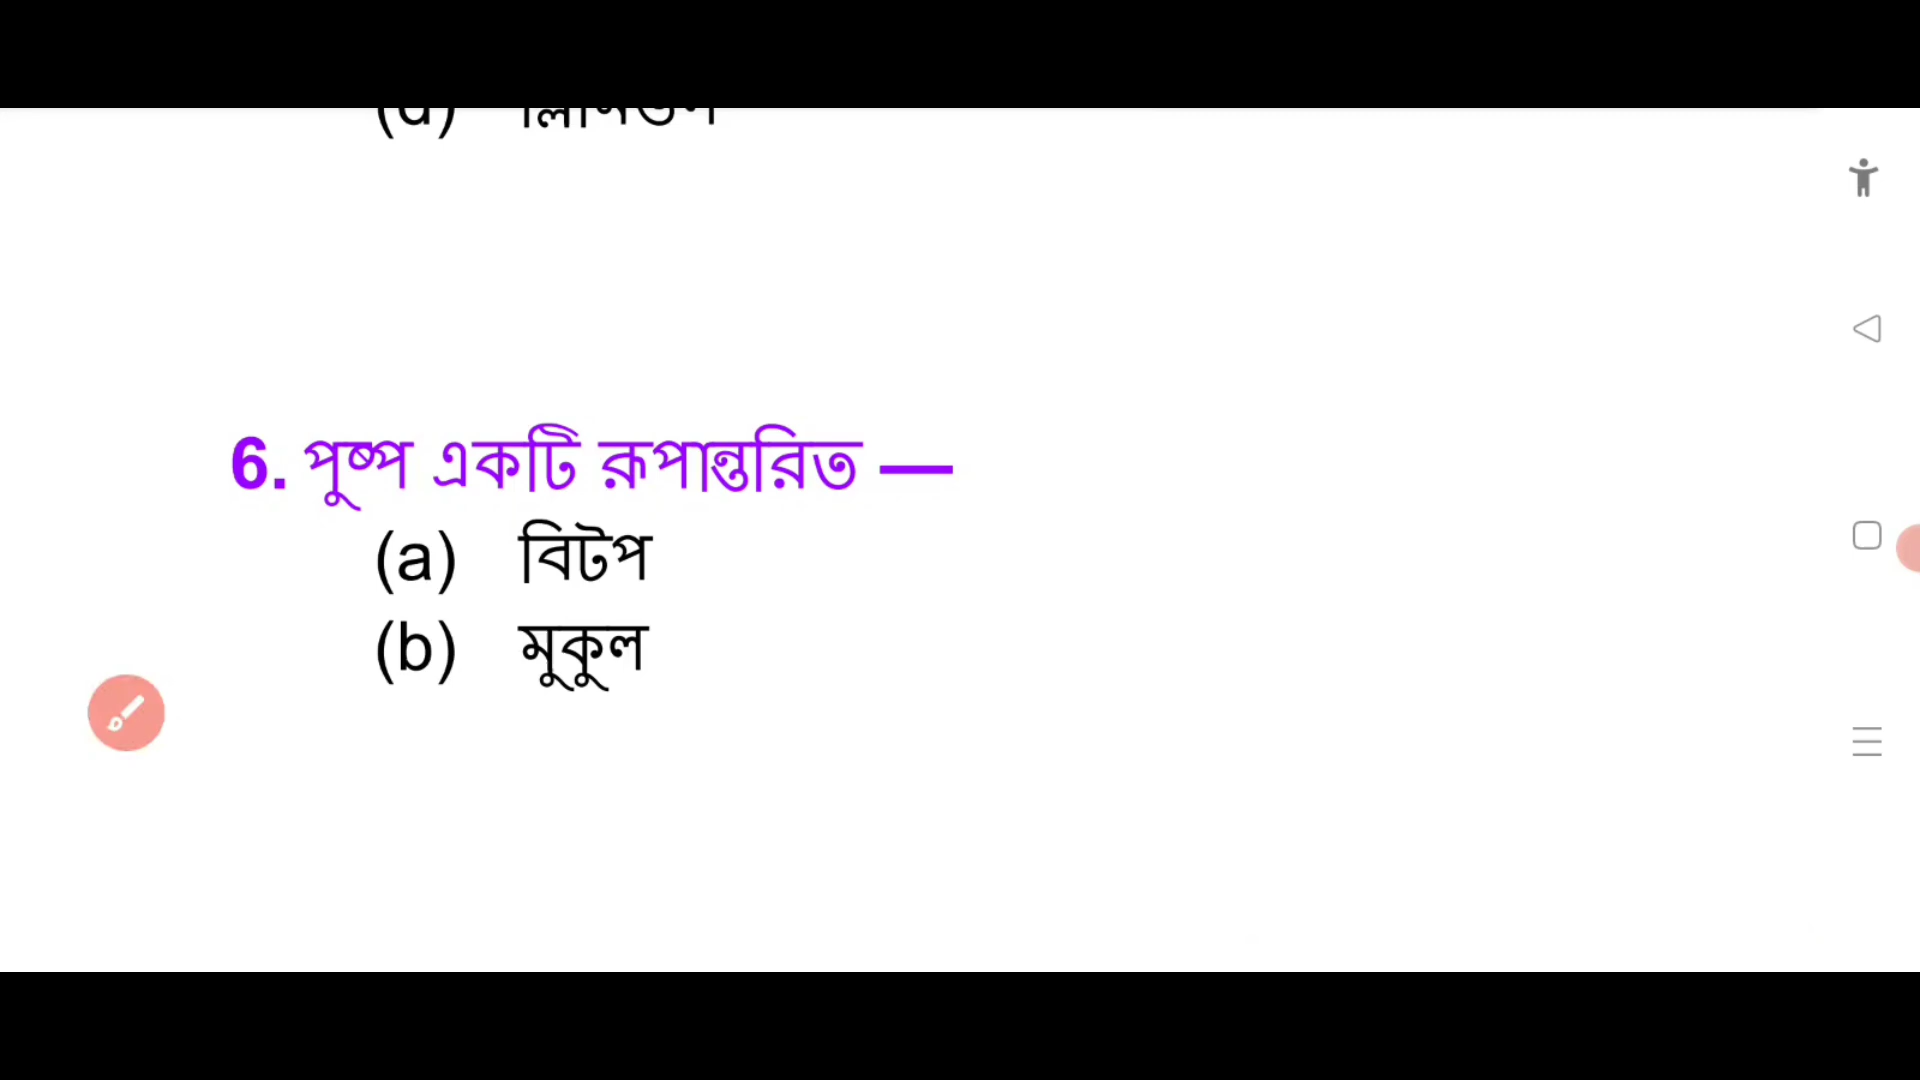 (d)
6. পুষ্প একটি রূপান্তরিত —
(a) বিটপ
(b) মুকুল